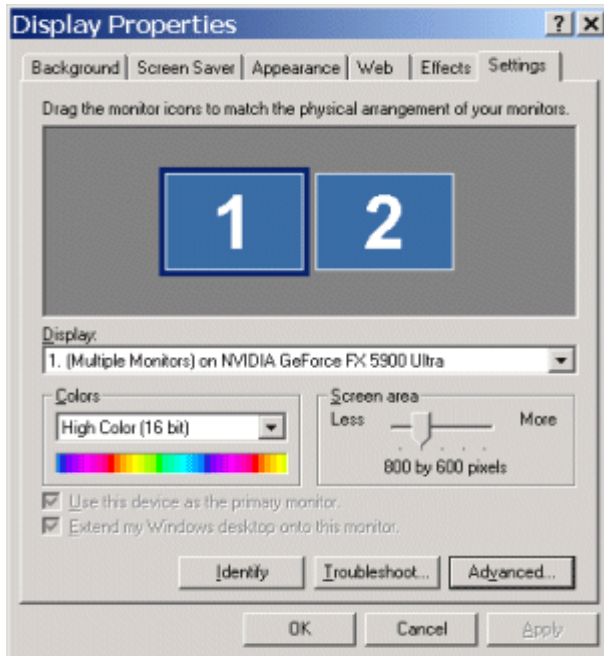 Display Properties
Background Screen Saver Appearance Web Effects Settings
Drag the monitor icons to match the physical arrangement of your monitors.
1 2
Display:
1. (Multiple Monitors) on NVIDIA GeForce FX 5900 Ultra
Colors Screen area
High Color (16 bit) Less More
800 by 600 pixels
Use this device as the primary monitor.
Extend my Windows desktop onto this monitor.
Identify Troubleshoot... Advanced...
OK Cancel Apply